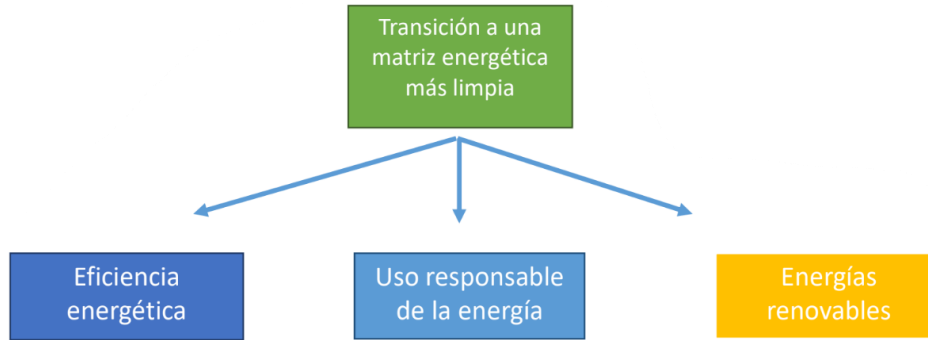 Transición a una
matriz energética
más limpia
Eficiencia
energética
Uso responsable
de la energía
Energías
renovables